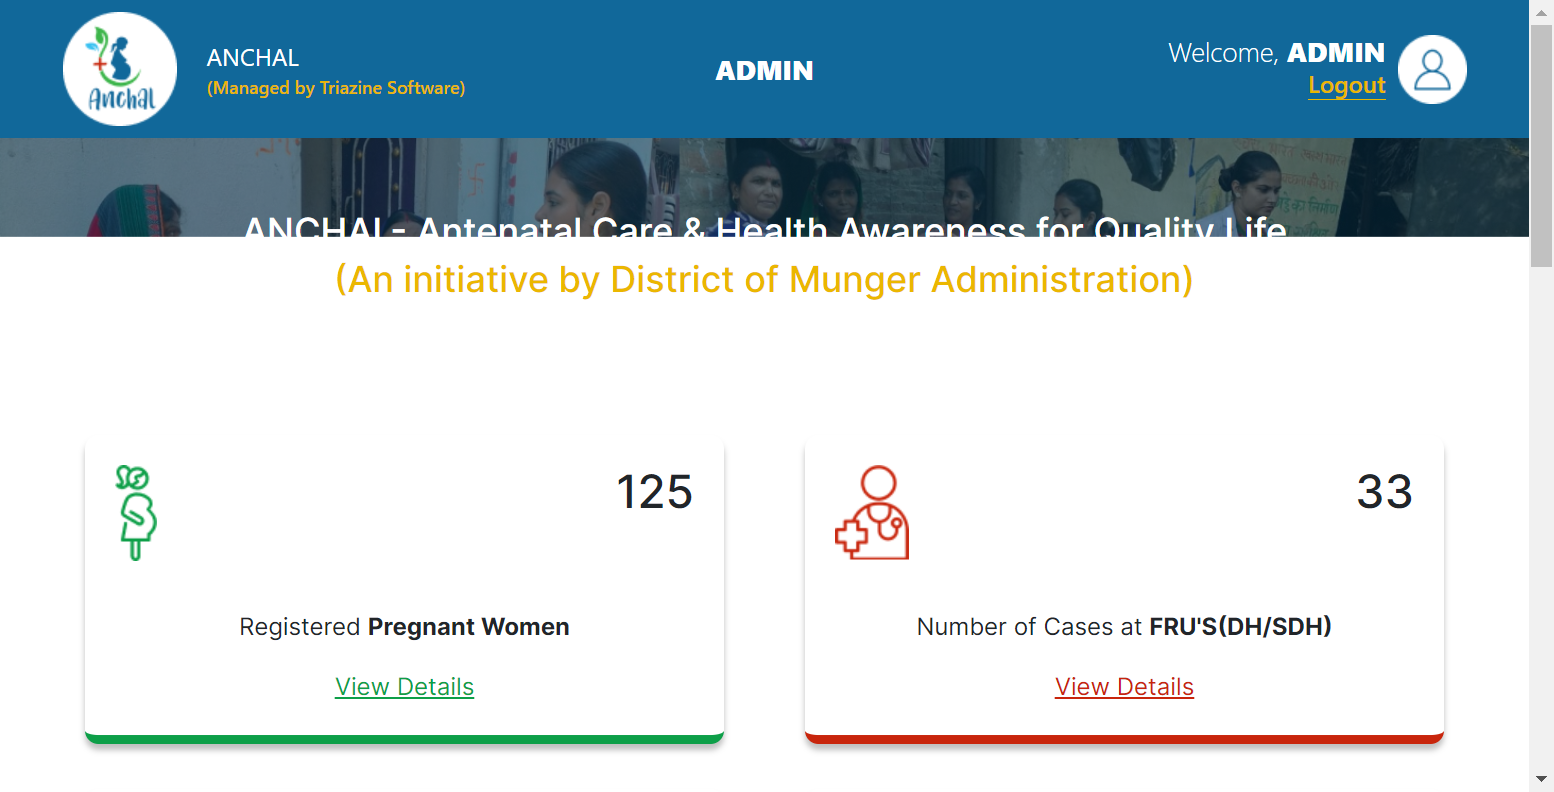 Anchal
ANCHAL
(Managed by Triazine Software)
ADMIN
Welcome, ADMIN
Logout
ANCHAL- Antenatal Care & Health Awareness for Quality Life
(An initiative by District of Munger Administration)
125
Registered Pregnant Women
View Details
33
Number of Cases at FRU'S(DH/SDH)
View Details